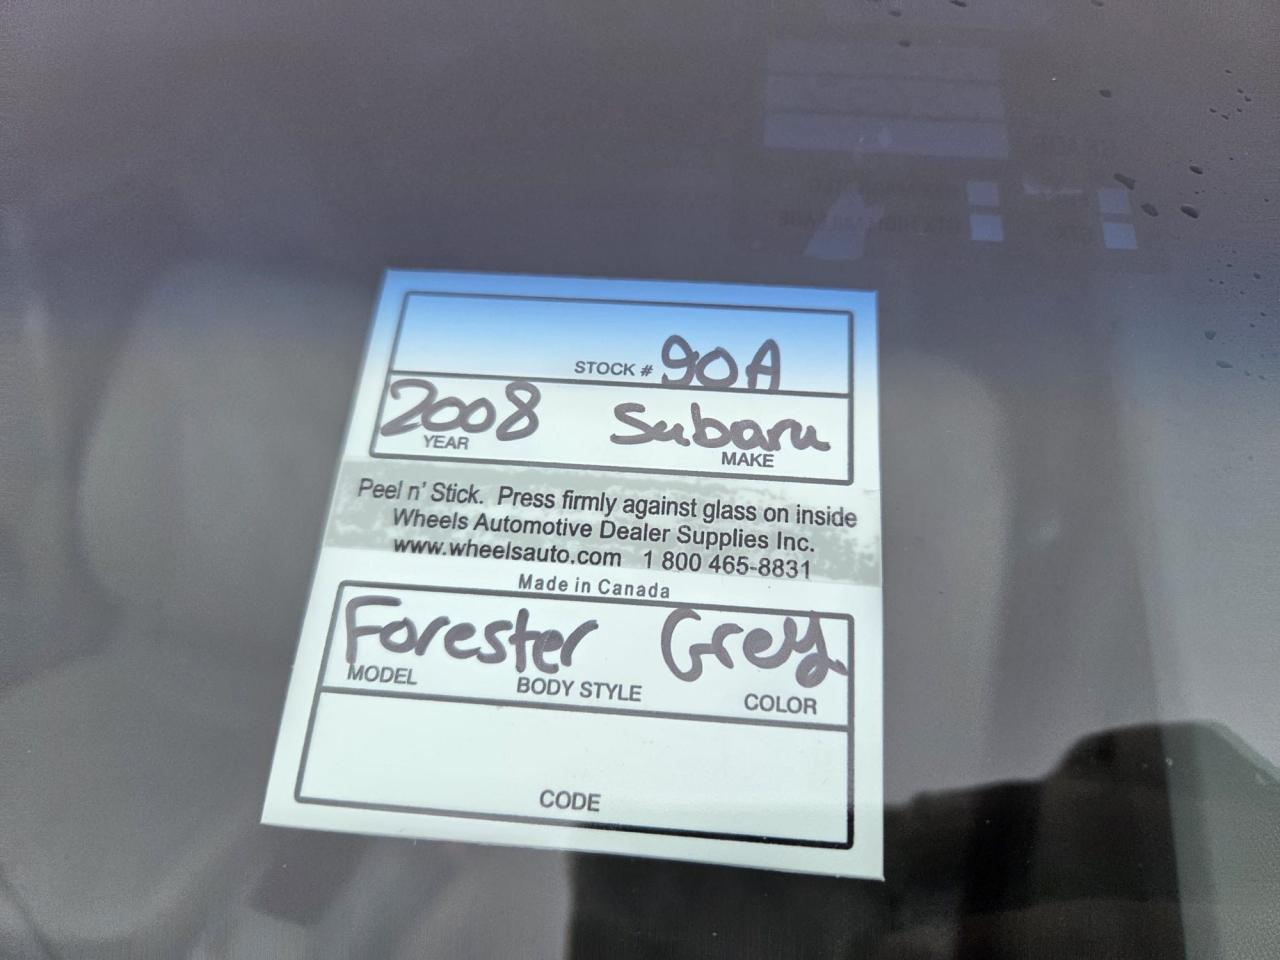 STOCK # 90A
2008 Subaru
YEAR MAKE
Peel n' Stick. Press firmly against glass on inside
Wheels Automotive Dealer Supplies Inc.
www.wheelsauto.com 1 800 465-8831
Made in Canada
Forester Grey
MODEL BODY STYLE COLOR
CODE